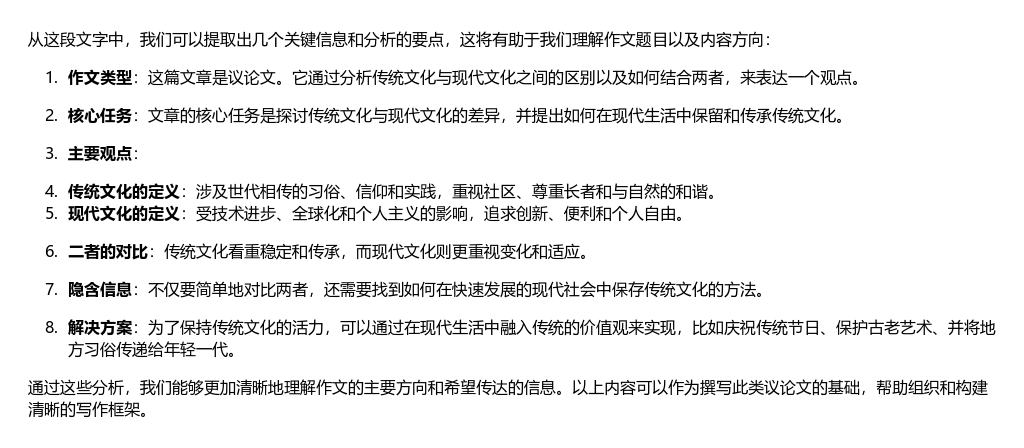 从这段文字中，我们可以提取出几个关键信息和分析的要点，这将有助于我们理解作文题目以及内容方向：
1. 作文类型：这篇文章是议论文。它通过分析传统文化与现代文化之间的区别以及如何结合两者，来表达一个观点。
2. 核心任务：文章的核心任务是探讨传统文化与现代文化的差异，并提出如何在现代生活中保留和传承传统文化。
3. 主要观点：
4. 传统文化的定义：涉及世代相传的习俗、信仰和实践，重视社区、尊重长者和与自然的和谐。
5. 现代文化的定义：受技术进步、全球化和个人主义的影响，追求创新、便利和个人自由。
6. 二者的对比：传统文化看重稳定和传承，而现代文化则更重视变化和适应。
7. 隐含信息：不仅要简单地对比两者，还需要找到如何在快速发展的现代社会中保存传统文化的方法。
8. 解决方案：为了保持传统文化的活力，可以通过在现代生活中融入传统的价值观来实现，比如庆祝传统节日、保护古老艺术、并将地
方习俗传递给年轻一代。
通过这些分析，我们能够更加清晰地理解作文的主要方向和希望传达的信息。以上内容可以作为撰写此类议论文的基础，帮助组织和构建
清晰的写作框架。